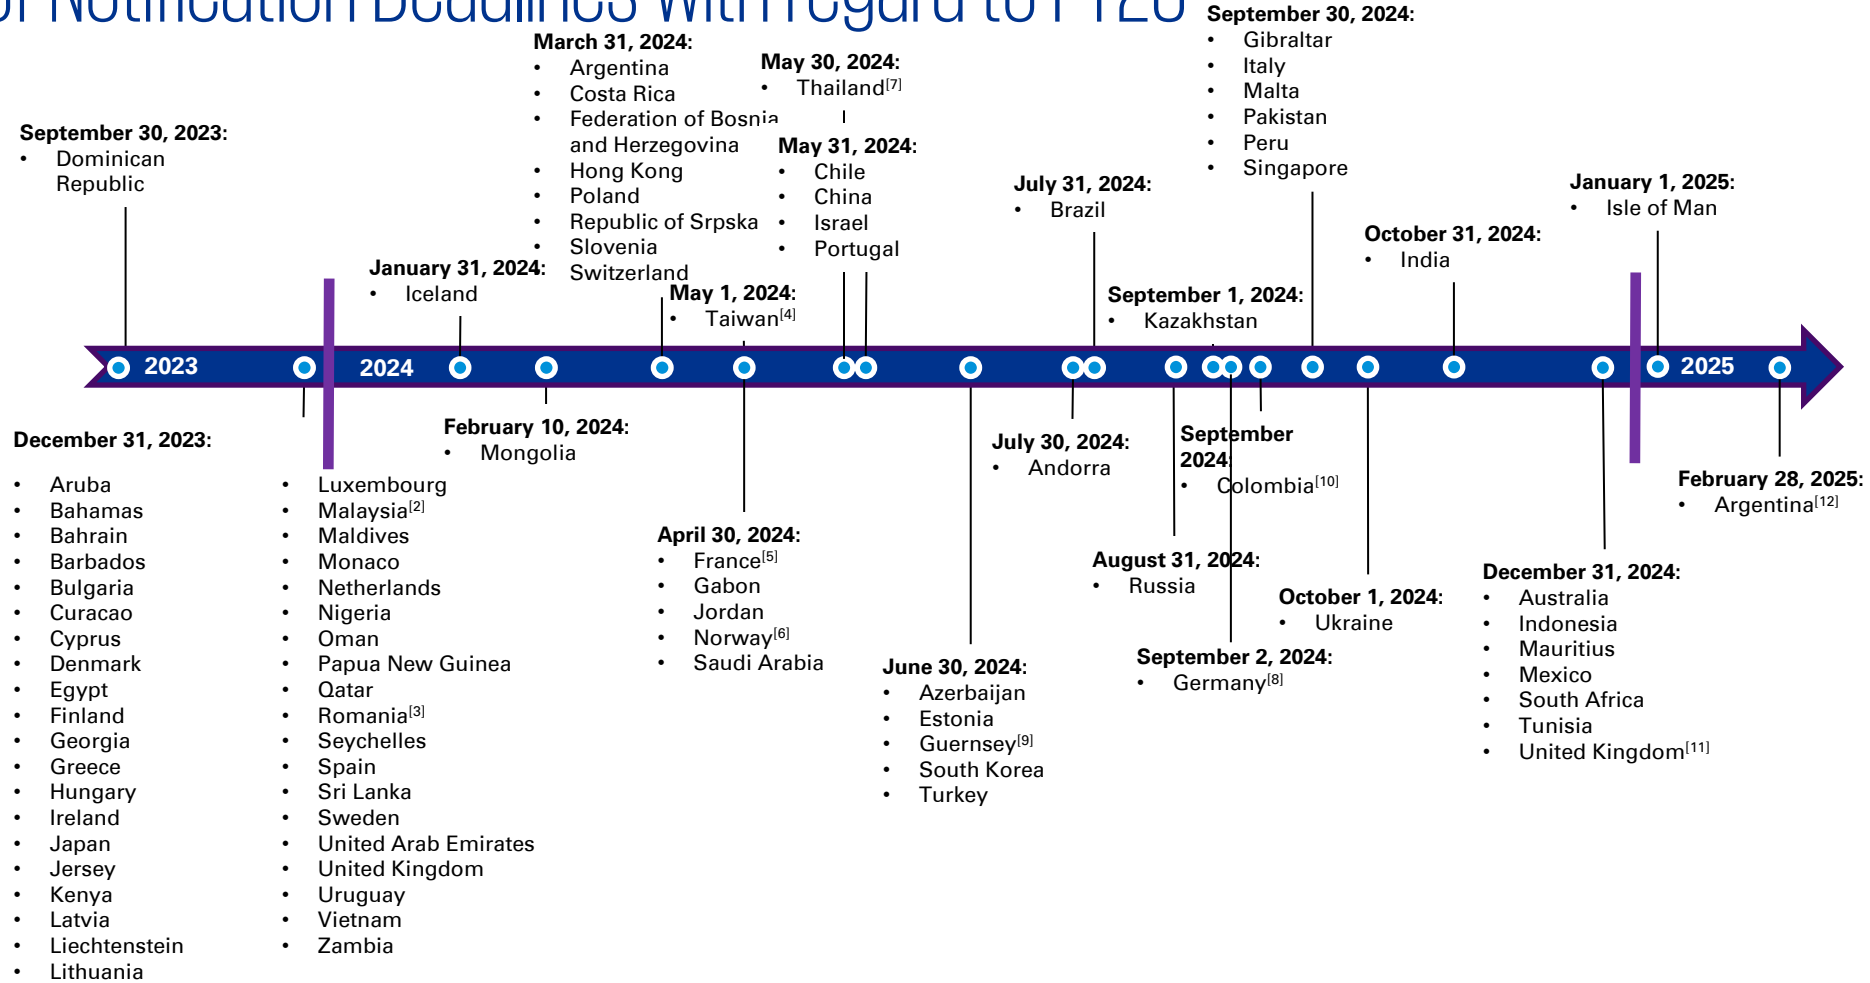 of Notification Deadlines with regard to FY23
September 30, 2023:
• Dominican
Republic
January 31, 2024:
• Iceland
March 31, 2024:
• Argentina
• Costa Rica
• Federation of Bosnia
and Herzegovina
• Hong Kong
• Poland
• Republic of Srpska
• Slovenia
Switzerland
May 1, 2024:
• Taiwan[4]
May 30, 2024:
• Thailand[7]
May 31, 2024:
• Chile
• China
• Israel
• Portugal
July 31, 2024:
• Brazil
September 1, 2024:
• Kazakhstan
September 30, 2024:
• Gibraltar
• Italy
• Malta
• Pakistan
• Peru
• Singapore
October 31, 2024:
• India
January 1, 2025:
• Isle of Man
2023
2024
2025
December 31, 2023:
• Aruba
• Bahamas
• Bahrain
• Barbados
• Bulgaria
• Curacao
• Cyprus
• Denmark
• Egypt
• Finland
• Georgia
• Greece
• Hungary
• Ireland
• Japan
• Jersey
• Kenya
• Latvia
• Liechtenstein
• Lithuania
• Luxembourg
• Malaysia[2]
• Maldives
• Monaco
• Netherlands
• Nigeria
• Oman
• Papua New Guinea
• Qatar
• Romania[3]
• Seychelles
• Spain
• Sri Lanka
• Sweden
• United Arab Emirates
• United Kingdom
• Uruguay
• Vietnam
• Zambia
February 10, 2024:
• Mongolia
April 30, 2024:
• France[5]
• Gabon
• Jordan
• Norway[6]
• Saudi Arabia
June 30, 2024:
• Azerbaijan
• Estonia
• Guernsey[9]
• South Korea
• Turkey
July 30, 2024:
• Andorra
August 31, 2024:
• Russia
September
2024:
• Colombia[10]
September 2, 2024:
• Germany[8]
October 1, 2024:
• Ukraine
December 31, 2024:
• Australia
• Indonesia
• Mauritius
• Mexico
• South Africa
• Tunisia
• United Kingdom[11]
February 28, 2025:
• Argentina[12]